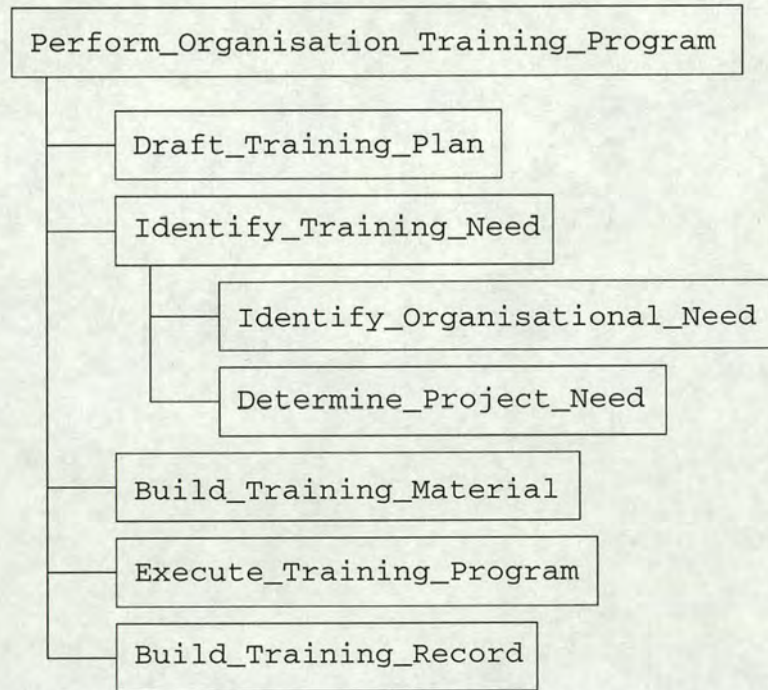 Perform_Organisation_Training_Program
Draft_Training_Plan
Identify_Training_Need
Identify_Organisational_Need
Determine_Project_Need
Build_Training_Material
Execute_Training_Program
Build_Training_Record